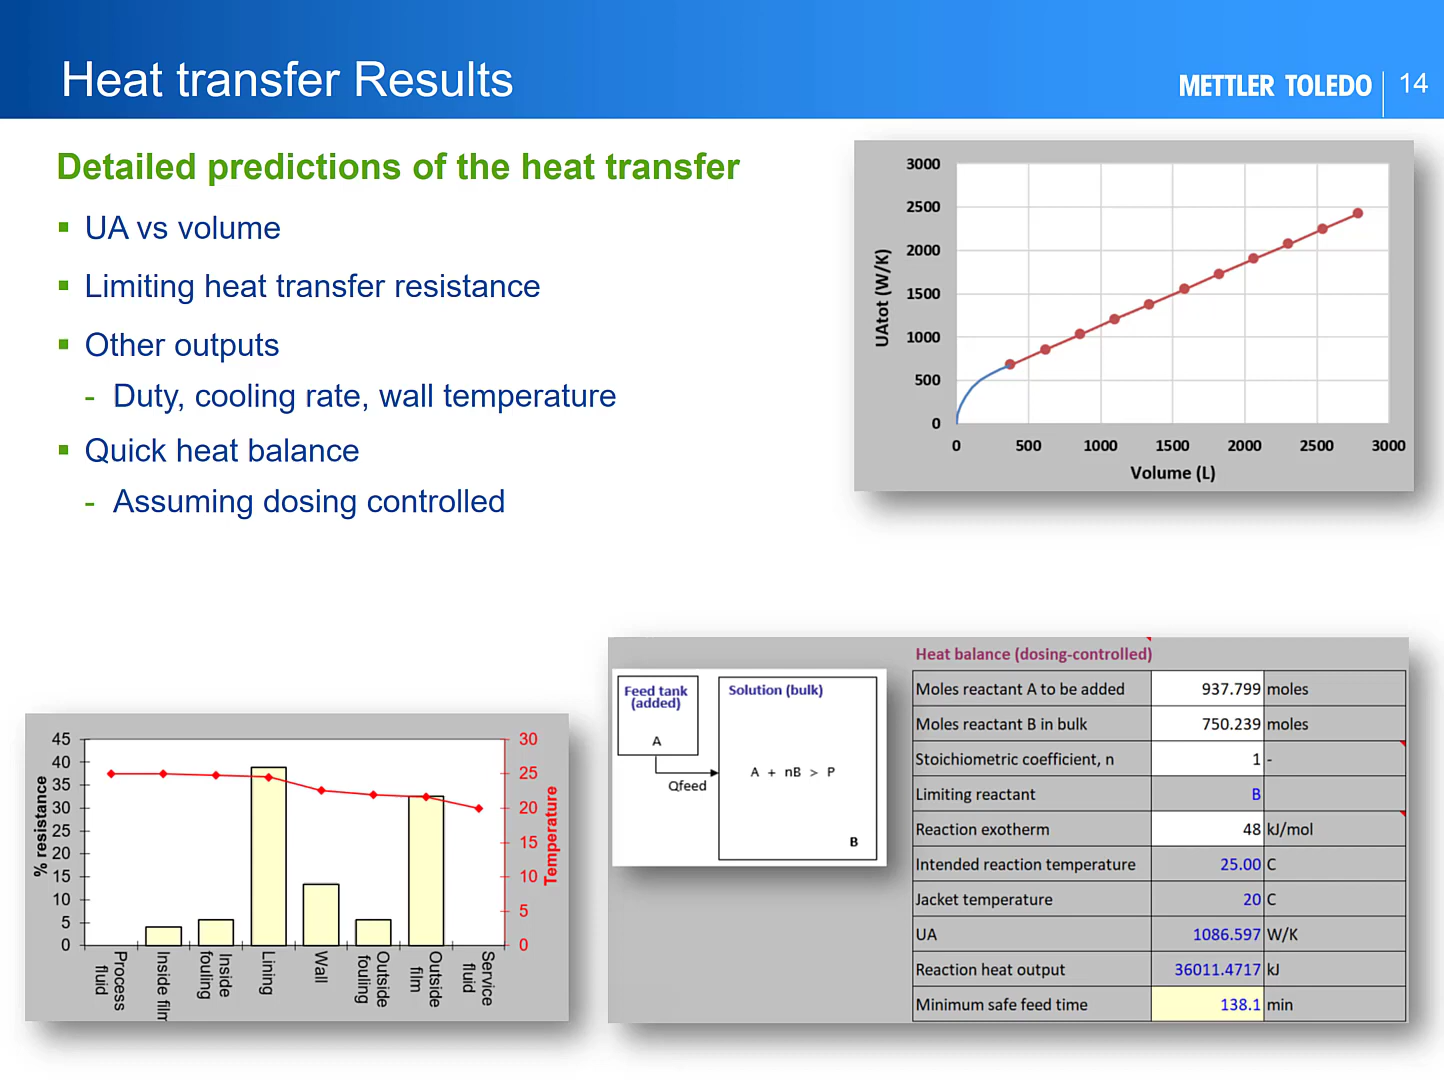 Heat transfer Results
METTLER TOLEDO
14
Detailed predictions of the heat transfer
▪ UA vs volume
▪ Limiting heat transfer resistance
▪ Other outputs
- Duty, cooling rate, wall temperature
▪ Quick heat balance
- Assuming dosing controlled
3000
2500
2000
1500
1000
500
0
UAtot (W/K)
0 500 1000 1500 2000 2500 3000
Volume (L)
45
40
35
30
25
20
15
10
5
0
% resistance
30
25
20
15
10
5
0
Temperature
Process
fluid
Inside film
Inside
fouling
Lining
Wall
Outside
fouling
Outside
film
Service
fluid
Feed tank
(added)
A
Qfeed
Solution (bulk)
A + nB > P
B
Heat balance (dosing-controlled)
Moles reactant A to be added 937.799 moles
Moles reactant B in bulk 750.239 moles
Stoichiometric coefficient, n 1 -
Limiting reactant B
Reaction exotherm 48 kJ/mol
Intended reaction temperature 25.00 C
Jacket temperature 20 C
UA 1086.597 W/K
Reaction heat output 36011.4717 kJ
Minimum safe feed time 138.1 min